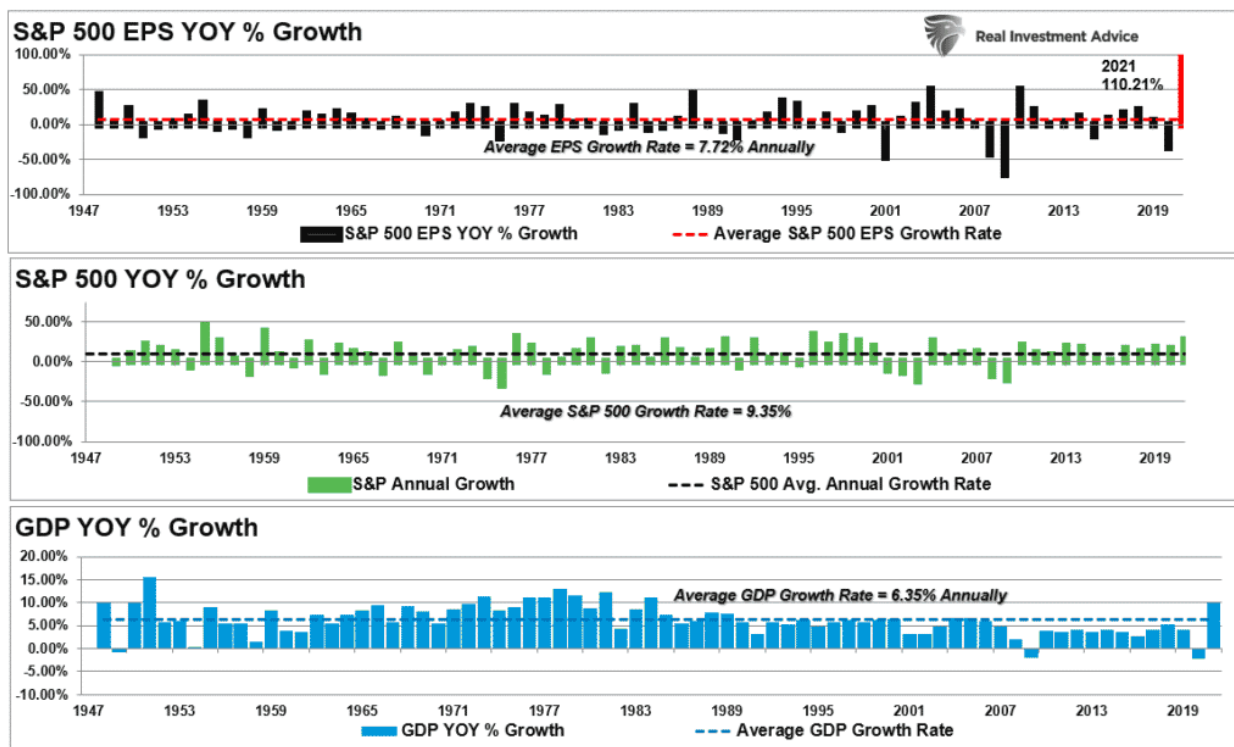 S&P 500 EPS YOY % Growth
Real Investment Advice
100.00%
2021
110.21%
50.00%
0.00%
Average EPS Growth Rate = 7.72% Annually
-50.00%
-100.00%
1947 1953 1959 1965 1971 1977 1983 1989 1995 2001 2007 2013 2019
S&P 500 EPS YOY % Growth Average S&P 500 EPS Growth Rate
S&P 500 YOY % Growth
50.00%
0.00%
-50.00%
Average S&P 500 Growth Rate = 9.35%
-100.00%
1947 1953 1959 1965 1971 1977 1983 1989 1995 2001 2007 2013 2019
S&P Annual Growth S&P 500 Avg. Annual Growth Rate
GDP YOY % Growth
20.00%
15.00%
Average GDP Growth Rate = 6.35% Annually
10.00%
5.00%
0.00%
-5.00%
-10.00%
1947 1953 1959 1965 1971 1977 1983 1989 1995 2001 2007 2013 2019
GDP YOY % Growth Average GDP Growth Rate